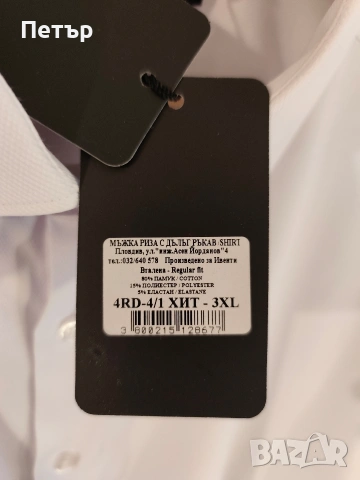 Петър
МЪЖКА РИЗА С ДЪЛЪГ РЪКАВ/SHIRT
Пловдив, ул."инж.Асен Йорданов"4
тел.:032/640 578 Произведено за Ивенти
Вталена - Regular fit
80% ПАМУК / COTTON
15% ПОЛИЕСТЕР / POLYESTER
5% ЕЛАСТАН / ELASTANE
4RD-4/1 ХИТ - 3XL
3 800215 128677
BAZAR